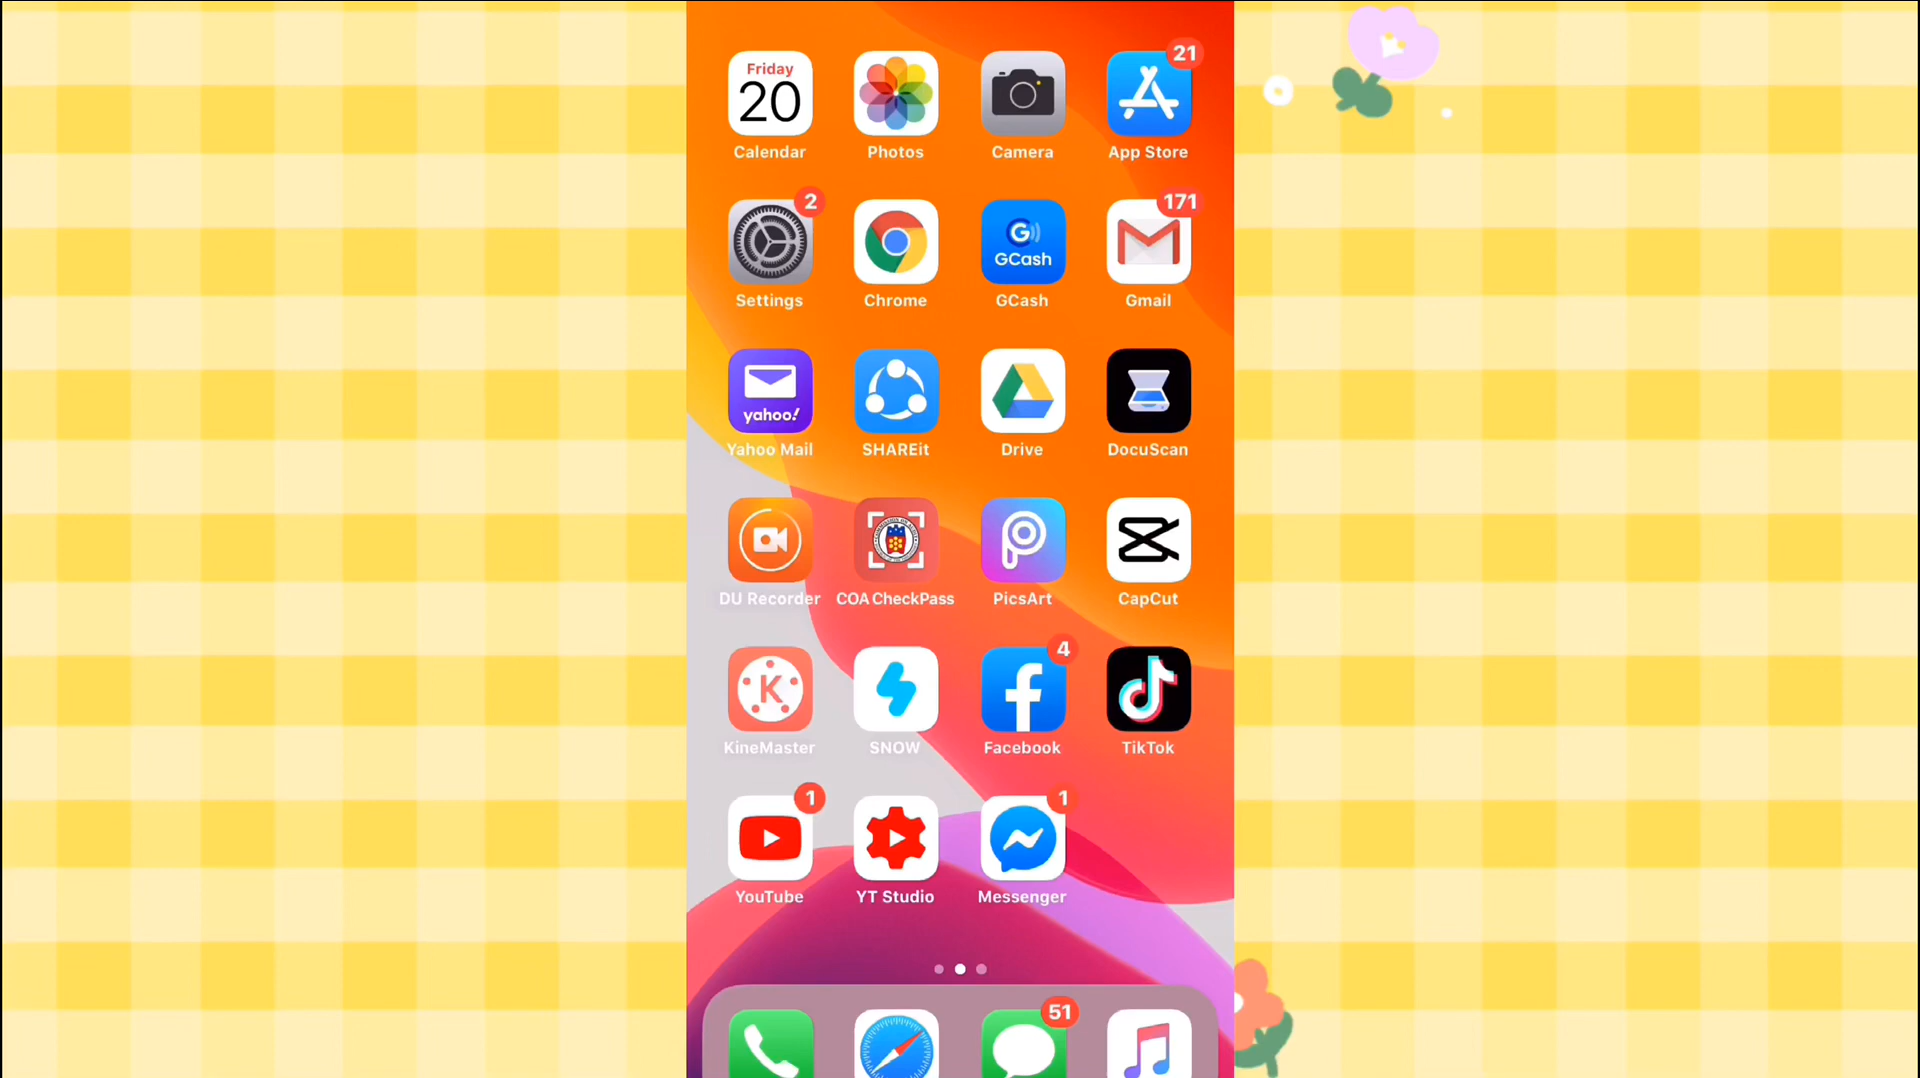 21
Friday
20
Calendar
Photos
Camera
App Store
2
171
G
GCash
Settings
Chrome
GCash
Gmail
yahoo!
Yahoo Mail
SHAREit
Drive
DocuScan
DU Recorder
COA CheckPass
PicsArt
CapCut
4
K
KineMaster
SNOW
Facebook
TikTok
1
1
YouTube
YT Studio
Messenger
51